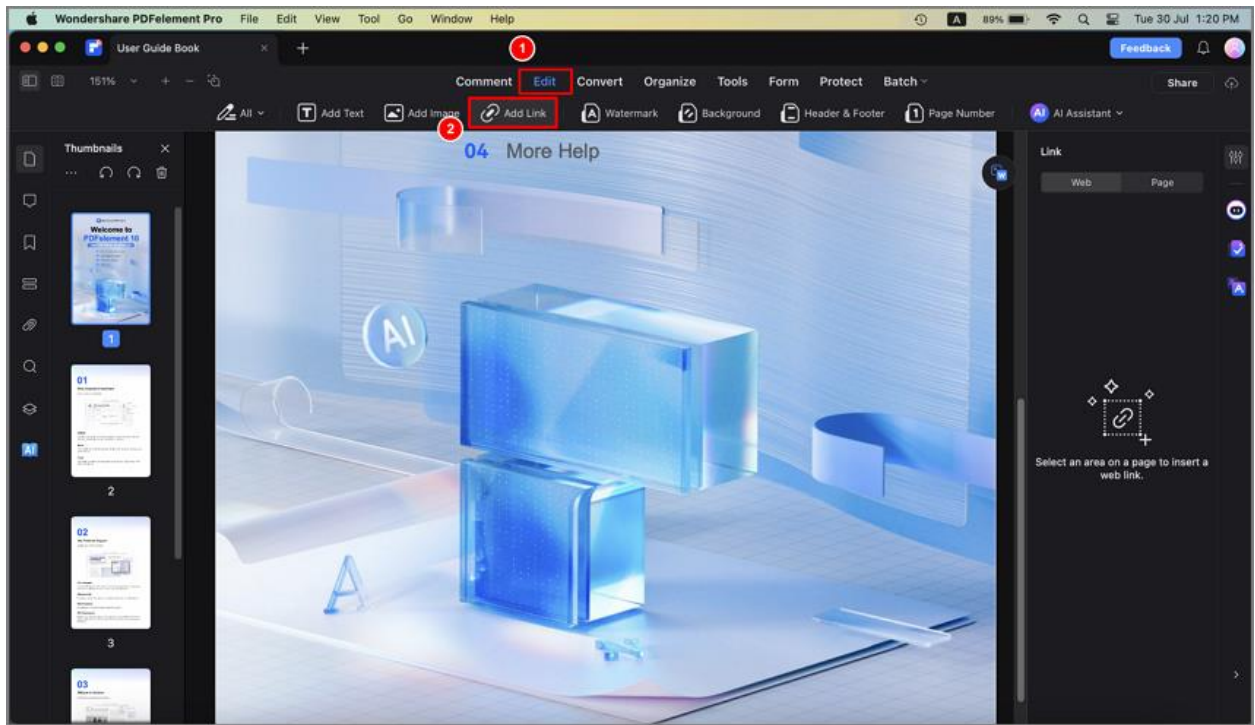 Wondershare PDFelement Pro File Edit View Tool Go Window Help
A 89% Tue 30 Jul 1:20 PM
User Guide Book
1
Feedback
151%
Comment Edit Convert Organize Tools Form Protect Batch
Share
All Add Text Add Image Add Link Watermark Background Header & Footer Page Number AI Assistant
2
Thumbnails
04 More Help
Link
Web Page
Welcome to
PDFelement 10
1
AI
01
2
Select an area on a page to insert a
web link.
AI
02
A
3
03